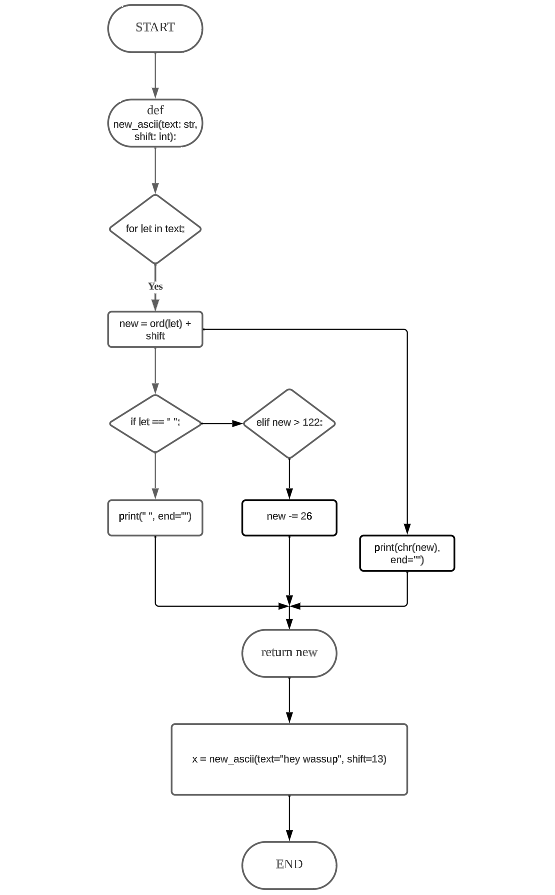 START
def
new_ascii(text: str,
shift: int):
for let in text:
Yes
new = ord(let) +
shift
if let == " ":
elif new > 122:
print(" ", end="")
new -= 26
print(chr(new),
end="")
return new
x = new_ascii(text="hey wassup", shift=13)
END